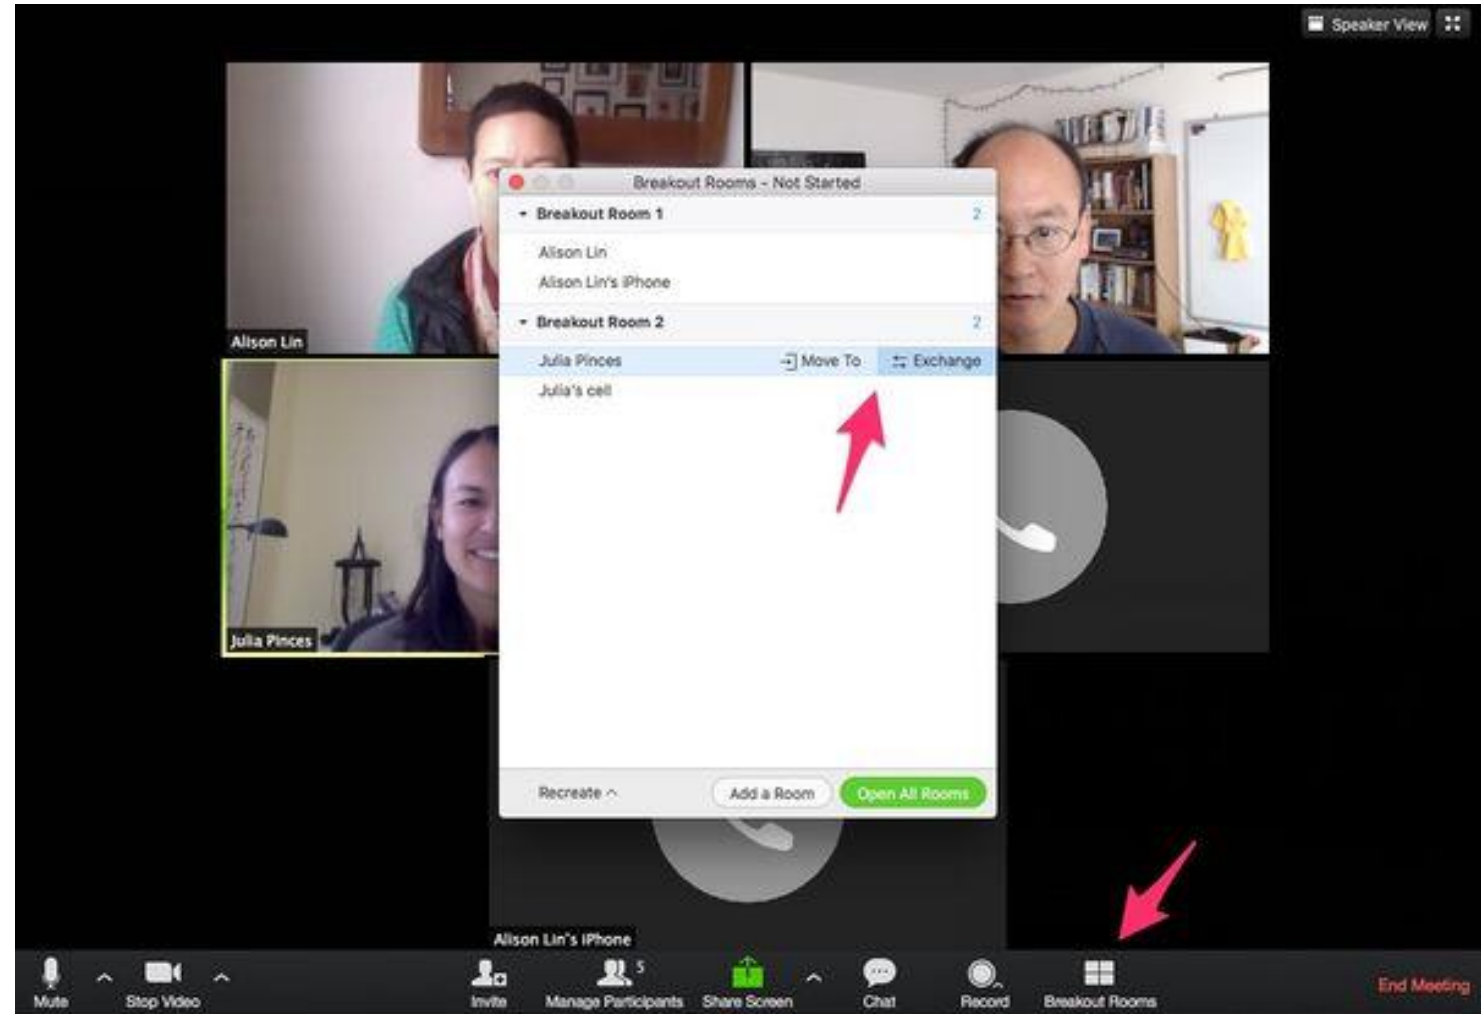 Speaker View
Breakout Rooms - Not Started
Breakout Room 1 2
Alison Lin
Alison Lin's iPhone
Breakout Room 2 2
Julia Pinces Move To Exchange
Julia's cell
Recreate Add a Room Open All Rooms
Alison Lin
Julia Pinces
Alison Lin"s iPhone
Mute
Stop Video
Invite
5
Manage Participants
Share Screen
Chat
Record
Breakout Rooms
End Meeting